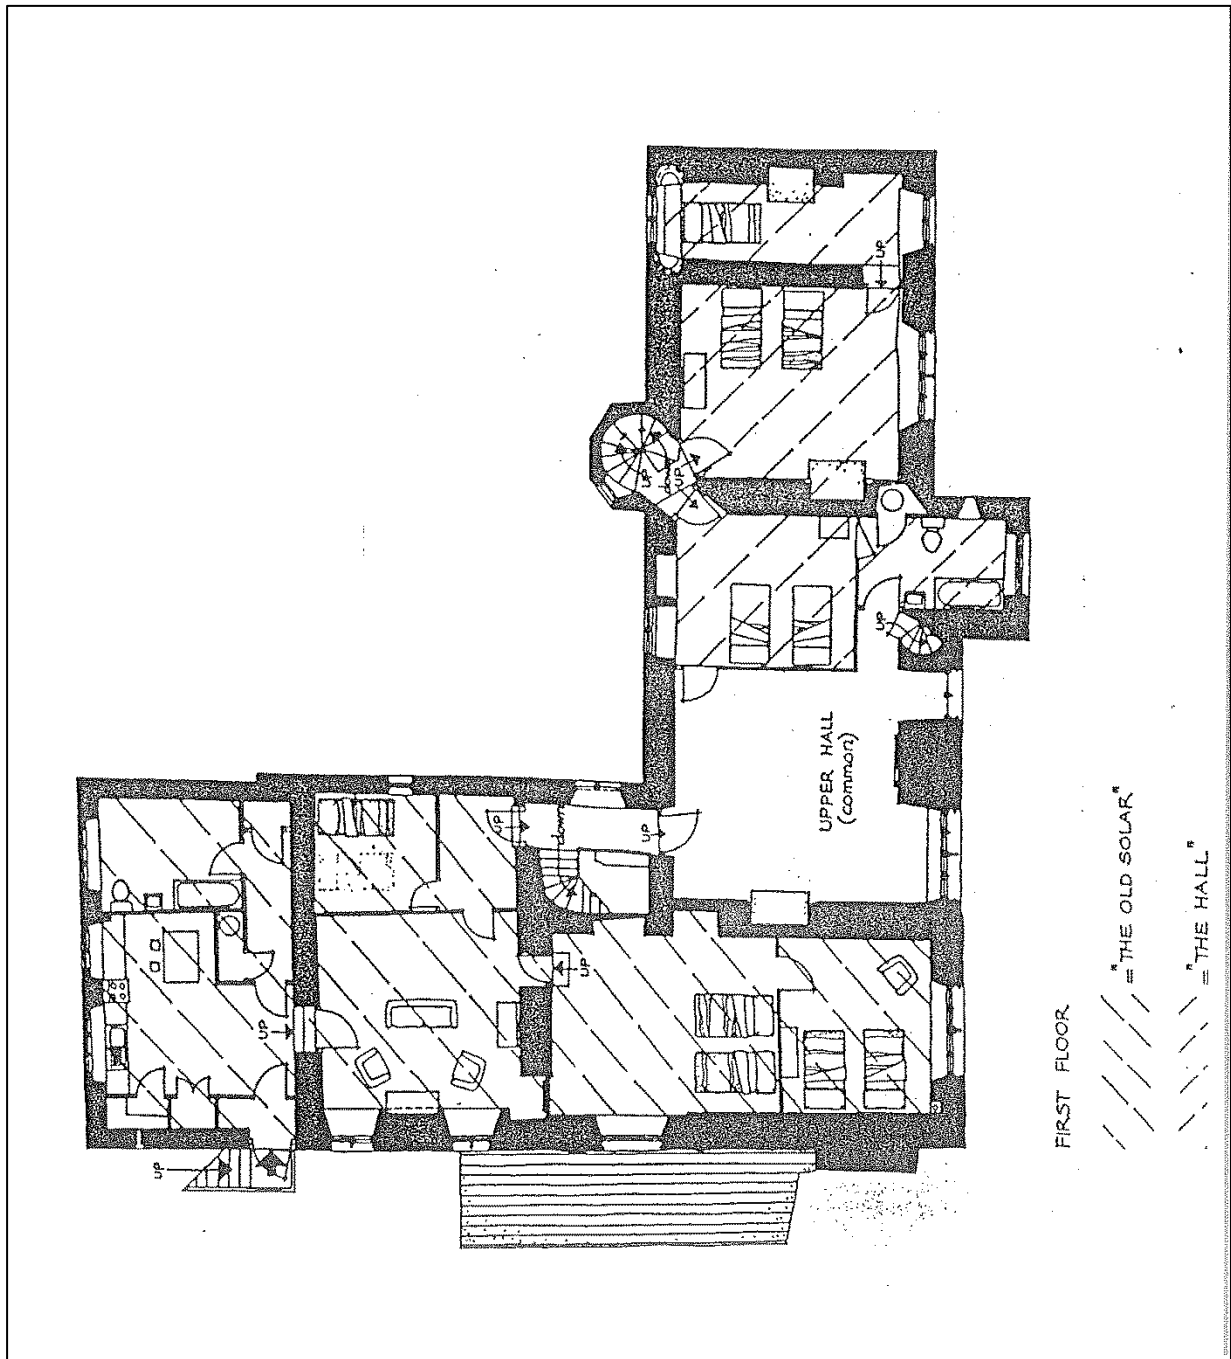 UP
UP
UP
down
UP
UP
UP
UP
UPPER HALL
(common)
UP
UP
FIRST FLOOR
= "THE OLD SOLAR"
= "THE HALL"